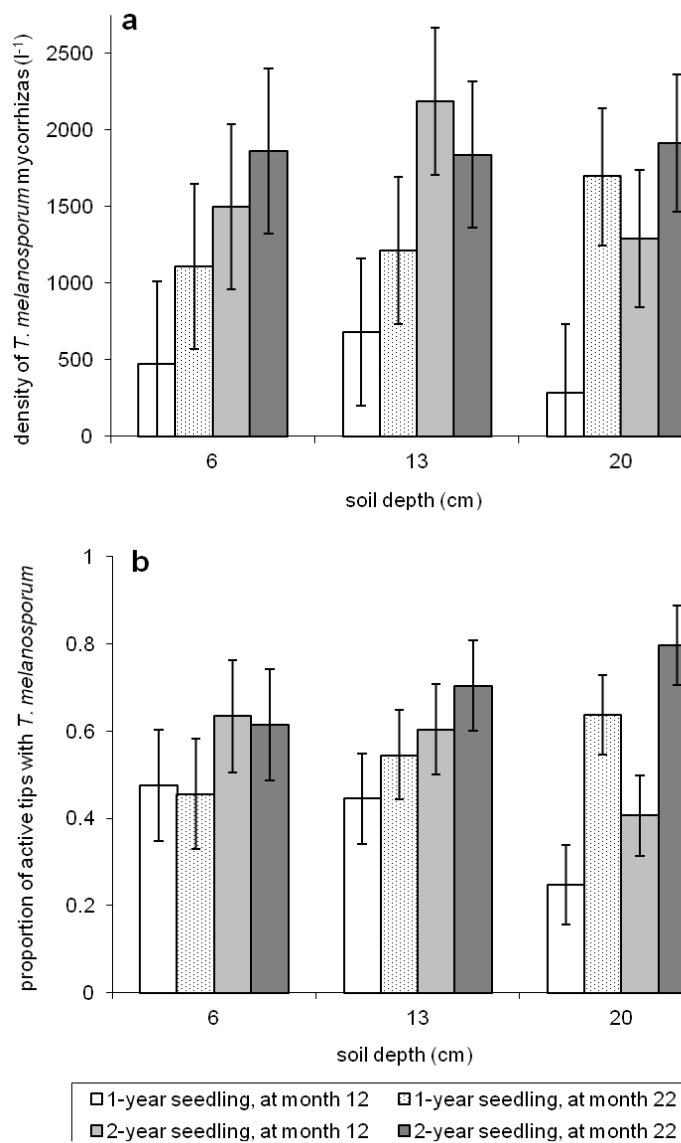 a
2500
2000
1500
1000
500
0
density of T. melanosporum mycorrhizas (l⁻¹)
6 13 20
soil depth (cm)
b
1
0.8
0.6
0.4
0.2
0
proportion of active tips with T. melanosporum
6 13 20
soil depth (cm)
1-year seedling, at month 12 1-year seedling, at month 22
2-year seedling, at month 12 2-year seedling, at month 22